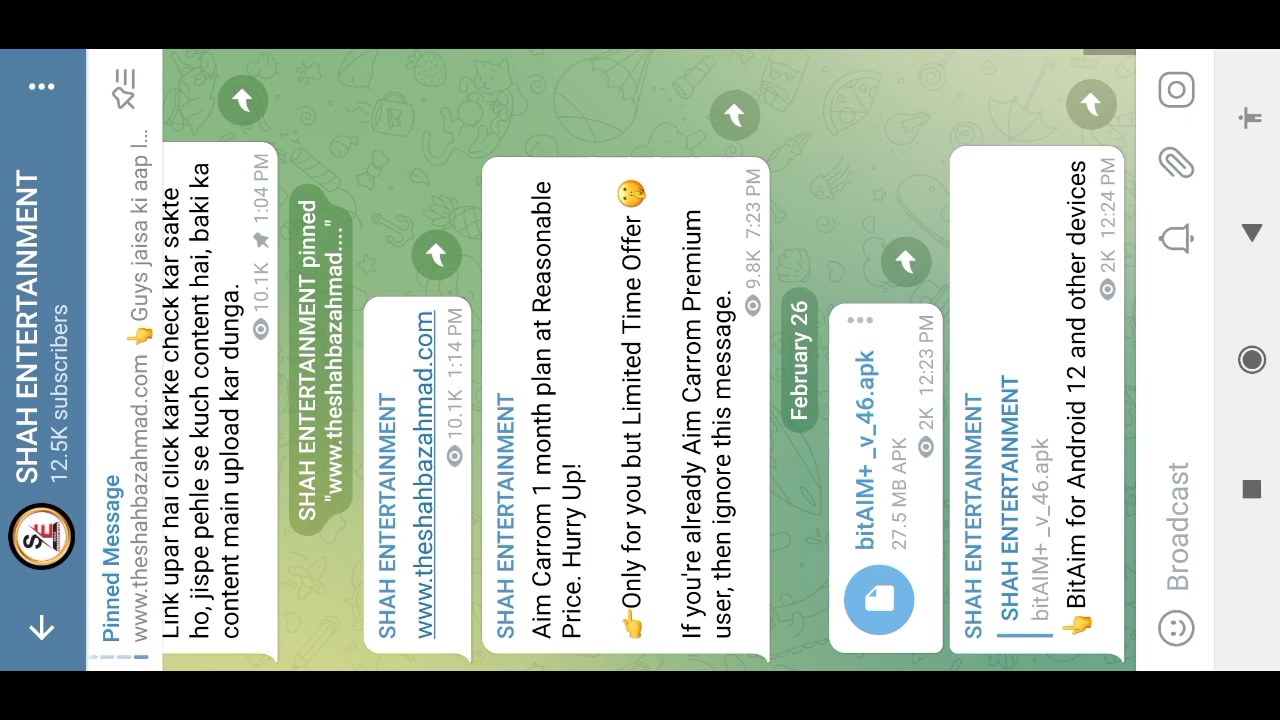 SHAH ENTERTAINMENT
12.5K subscribers
Pinned Message
www.theshahbazahmad.com 👆 Guys jaisa ki aap l...
Link upar hai click karke check kar sakte
ho, jispe pehle se kuch content hai, baki ka
content main upload kar dunga.
10.1K 1:04 PM
SHAH ENTERTAINMENT pinned
"www.theshahbazahmad...."
SHAH ENTERTAINMENT
www.theshahbazahmad.com
10.1K 1:14 PM
SHAH ENTERTAINMENT
Aim Carrom 1 month plan at Reasonable
Price. Hurry Up!
👉Only for you but Limited Time Offer 🤫
If you're already Aim Carrom Premium
user, then ignore this message.
9.8K 7:23 PM
February 26
bitAIM+ _v_46.apk
27.5 MB APK
2K 12:23 PM
SHAH ENTERTAINMENT
SHAH ENTERTAINMENT
bitAIM+ _v_46.apk
👆 BitAim for Android 12 and other devices
2K 12:24 PM
Broadcast